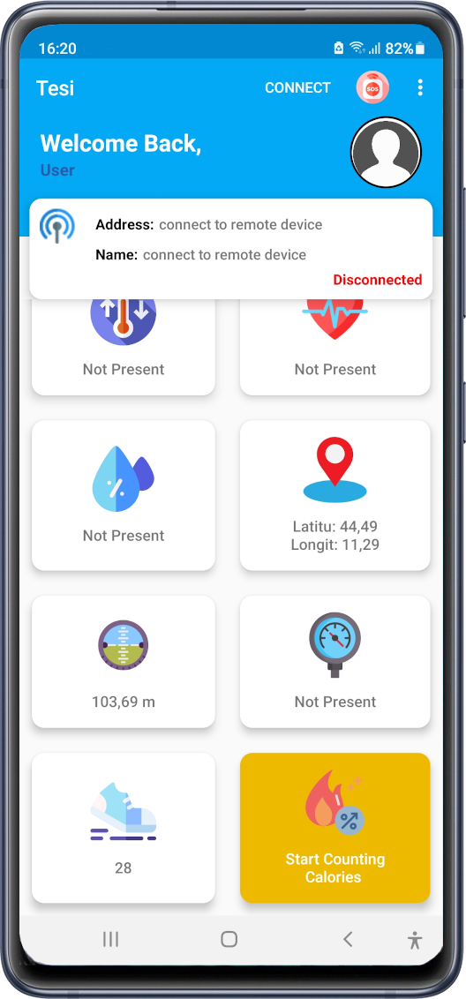 16:20 82%
Tesi CONNECT SOS
Welcome Back,
User
Address: connect to remote device
Name: connect to remote device
Disconnected
Not Present Not Present
Not Present
Latitu: 44,49
Longit: 11,29
103,69 m Not Present
28
Start Counting
Calories